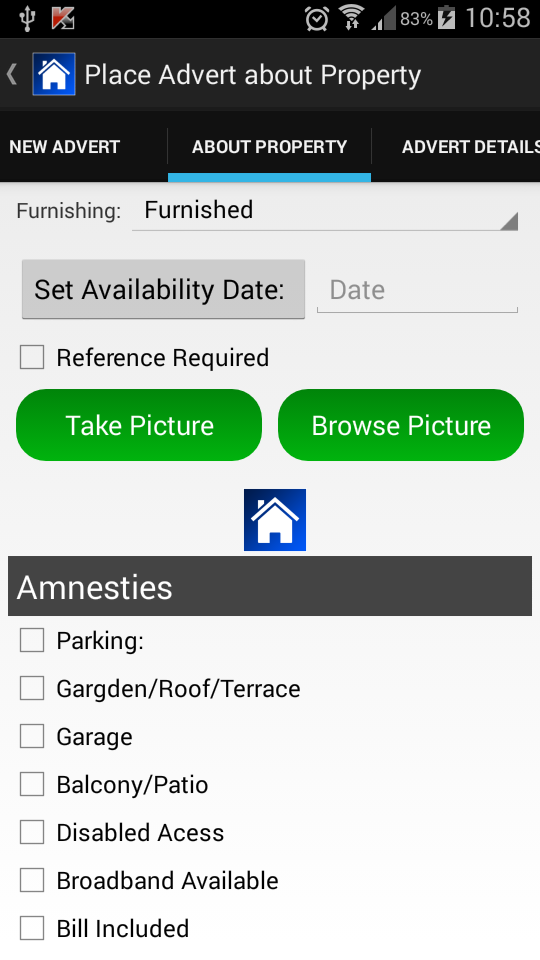 83% 10:58
Place Advert about Property
NEW ADVERT ABOUT PROPERTY ADVERT DETAILS
Furnishing: Furnished
Set Availability Date: Date
Reference Required
Take Picture Browse Picture
Amnesties
Parking:
Gargden/Roof/Terrace
Garage
Balcony/Patio
Disabled Acess
Broadband Available
Bill Included